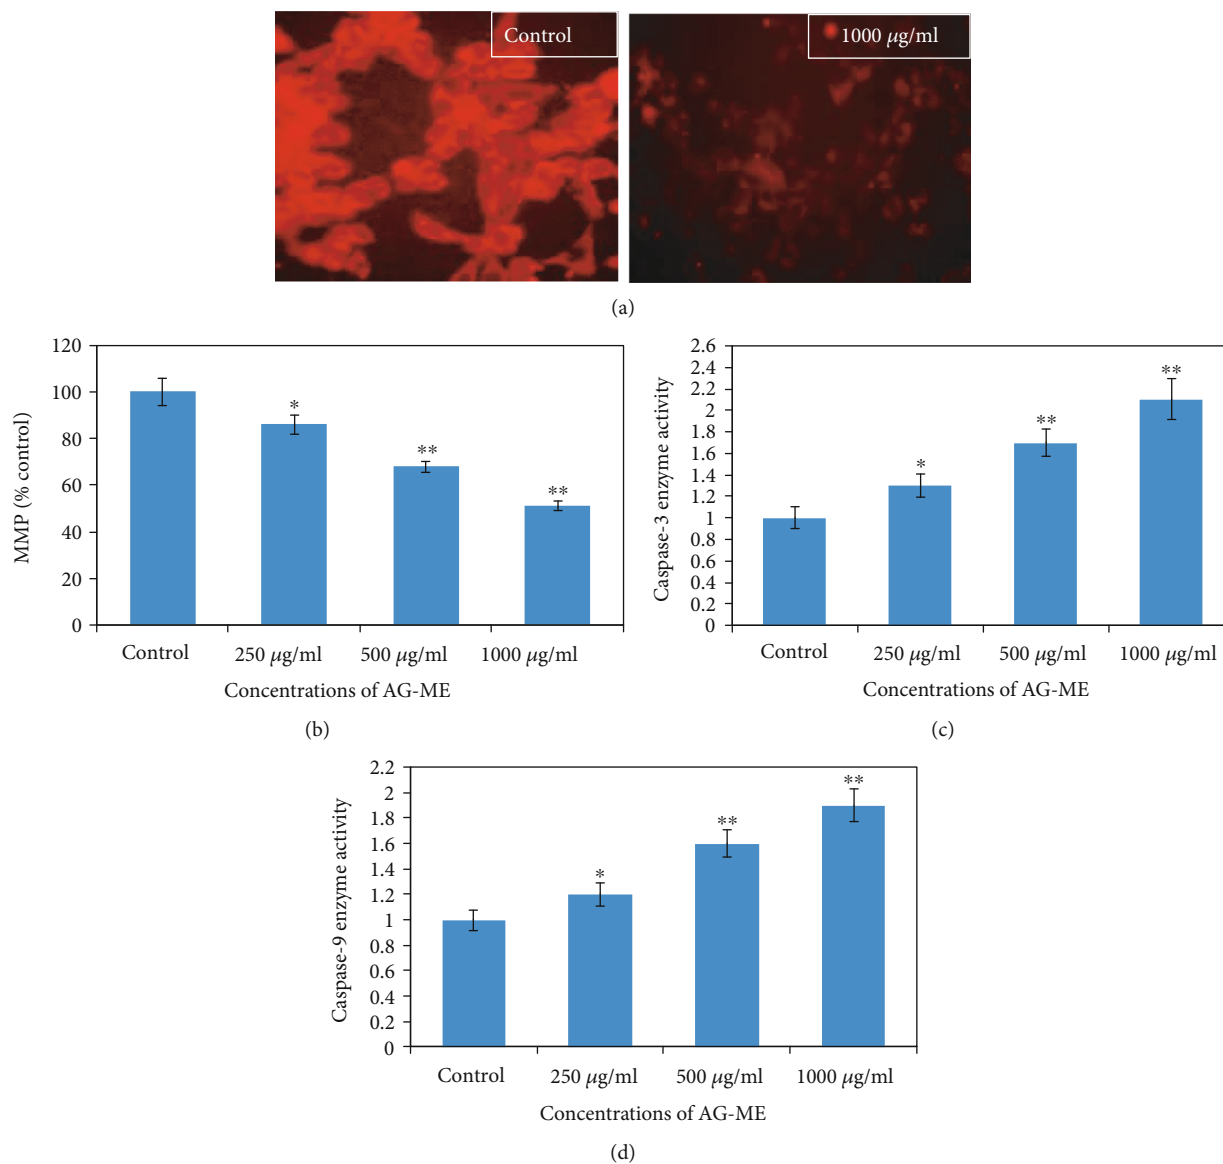 Control
1000 µg/ml
(a)
MMP (% control)
120
100
80
60
40
20
0
*
**
**
Control
250 µg/ml
500 µg/ml
1000 µg/ml
Concentrations of AG-ME
(b)
Caspase-3 enzyme activity
2.6
2.4
2.2
2
1.8
1.6
1.4
1.2
1
0.8
0.6
0.4
0.2
0
*
**
**
Control
250 µg/ml
500 µg/ml
1000 µg/ml
Concentrations of AG-ME
(c)
Caspase-9 enzyme activity
2.2
2
1.8
1.6
1.4
1.2
1
0.8
0.6
0.4
0.2
0
*
**
**
Control
250 µg/ml
500 µg/ml
1000 µg/ml
Concentrations of AG-ME
(d)